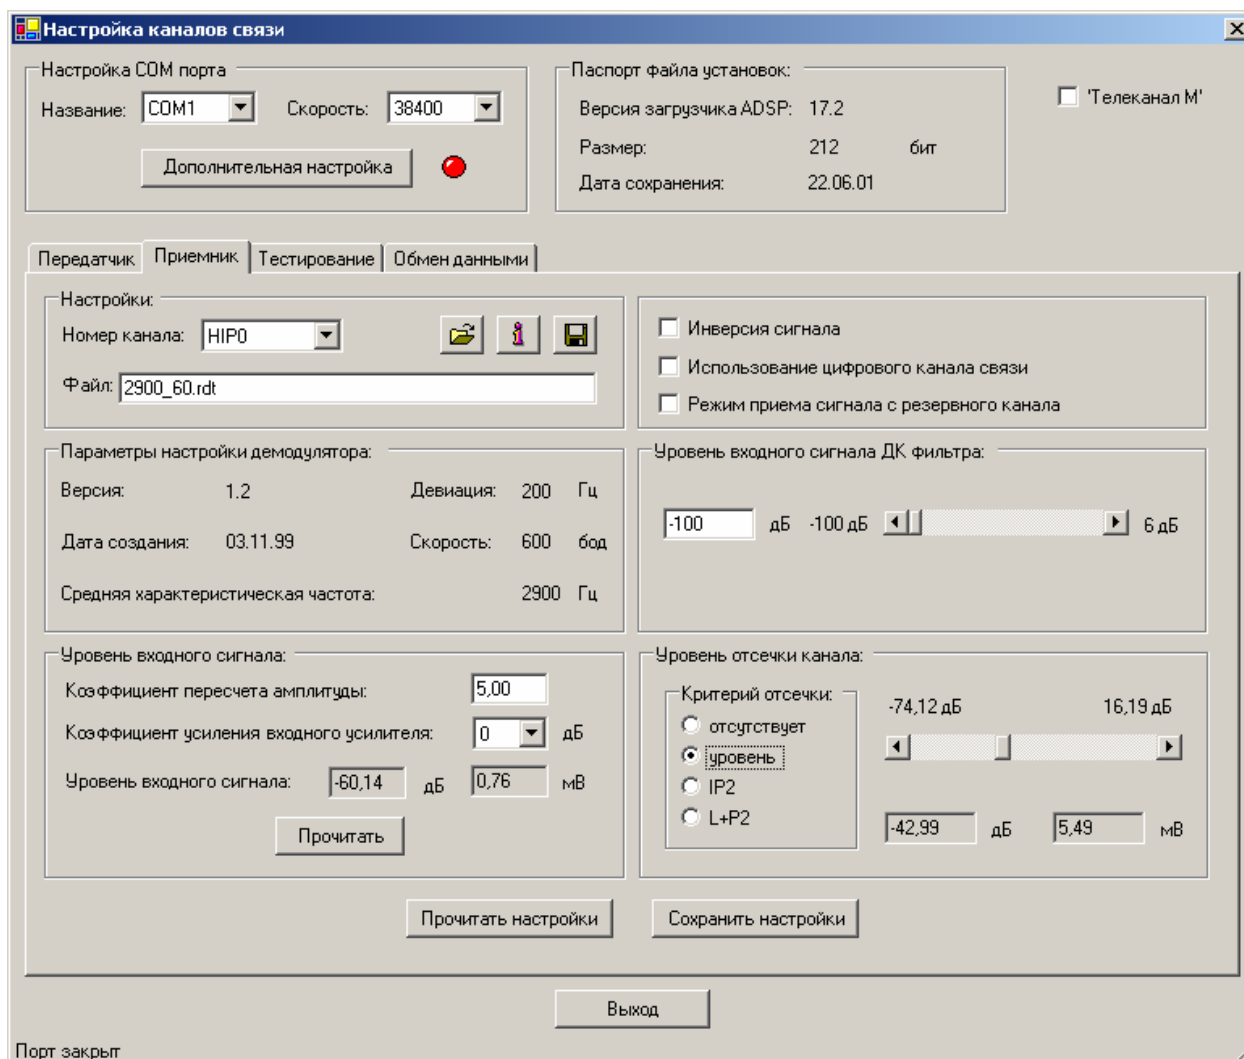 Настройка каналов связи
Настройка COM порта
Название: COM1 Скорость: 38400
Дополнительная настройка
Паспорт файла установок:
Версия загрузчика ADSP: 17.2
Размер: 212 бит
Дата сохранения: 22.06.01
'Телеканал М'
Передатчик Приемник Тестирование Обмен данными
Настройки:
Номер канала: HIP0
Файл: 2900_60.rdt
Инверсия сигнала
Использование цифрового канала связи
Режим приема сигнала с резервного канала
Параметры настройки демодулятора:
Версия: 1.2 Девиация: 200 Гц
Дата создания: 03.11.99 Скорость: 600 бод
Средняя характеристическая частота: 2900 Гц
Уровень входного сигнала ДК фильтра:
-100 дБ -100 дБ 6 дБ
Уровень входного сигнала:
Коэффициент пересчета амплитуды: 5,00
Коэффициент усиления входного усилителя: 0 дБ
Уровень входного сигнала: -60,14 дБ 0,76 мВ
Прочитать
Уровень отсечки канала:
Критерий отсечки:
отсутствует
уровень
IP2
L+P2
-74,12 дБ 16,19 дБ
-42,99 дБ 5,49 мВ
Прочитать настройки Сохранить настройки
Выход
Порт закрыт